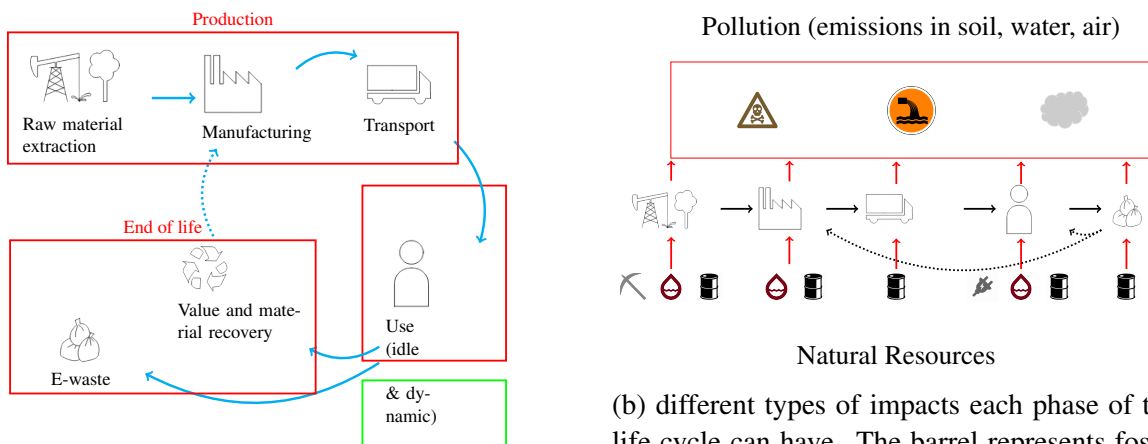 Production
Raw material
extraction
Manufacturing
Transport
End of life
Value and mate-
rial recovery
E-waste
Use
(idle
& dy-
namic)
Pollution (emissions in soil, water, air)
Natural Resources
(b) different types of impacts each phase of
life cycle can have. The barrel represents